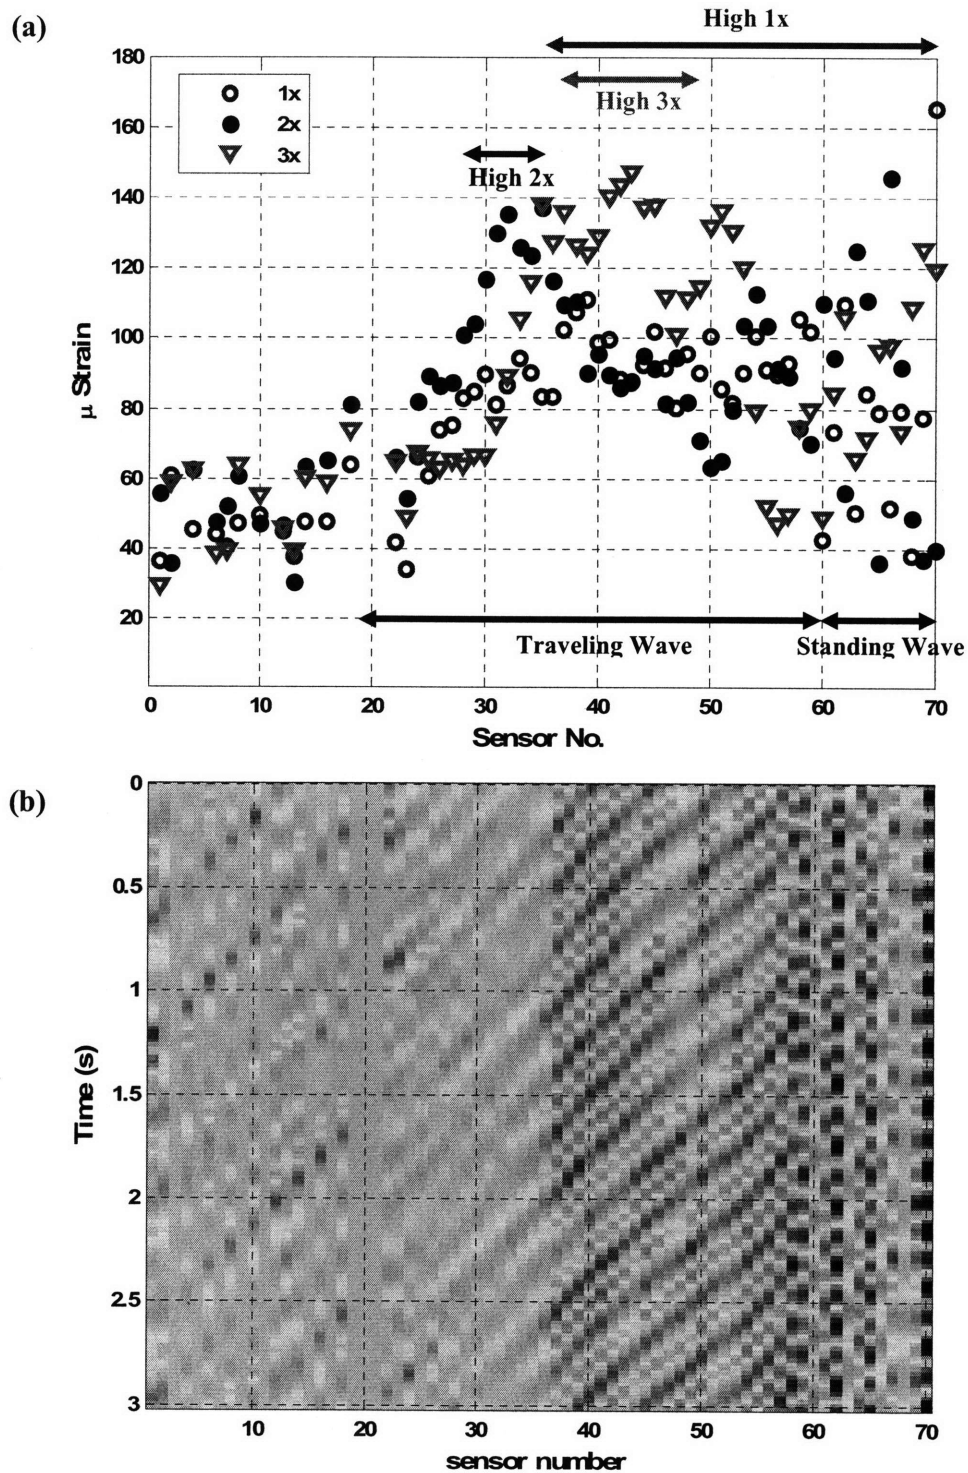 (a)
High 1x
High 3x
High 2x
1x
2x
3x
180
160
140
120
100
80
60
40
20
μ Strain
Traveling Wave
Standing Wave
0 10 20 30 40 50 60 70
Sensor No.
(b)
0
0.5
1
1.5
2
2.5
3
Time (s)
10 20 30 40 50 60 70
sensor number